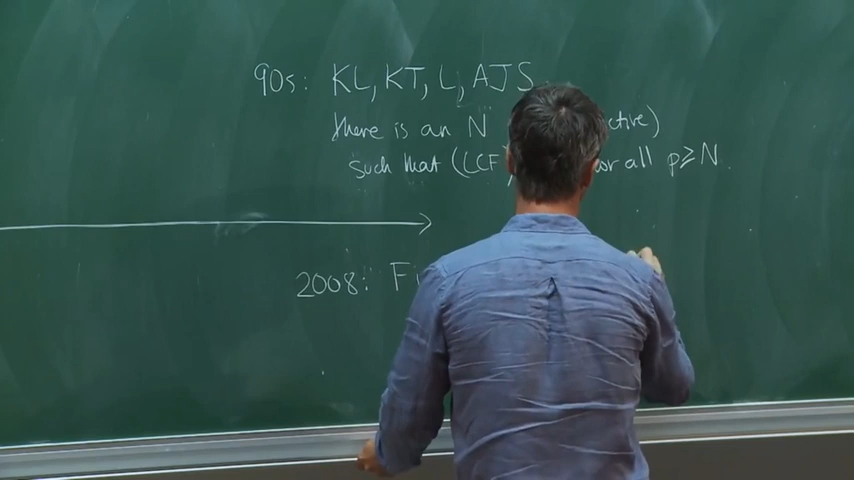 90s: KL, KT, L, AJS
there is an N
such that (LCF) for all p≥N.
2008: